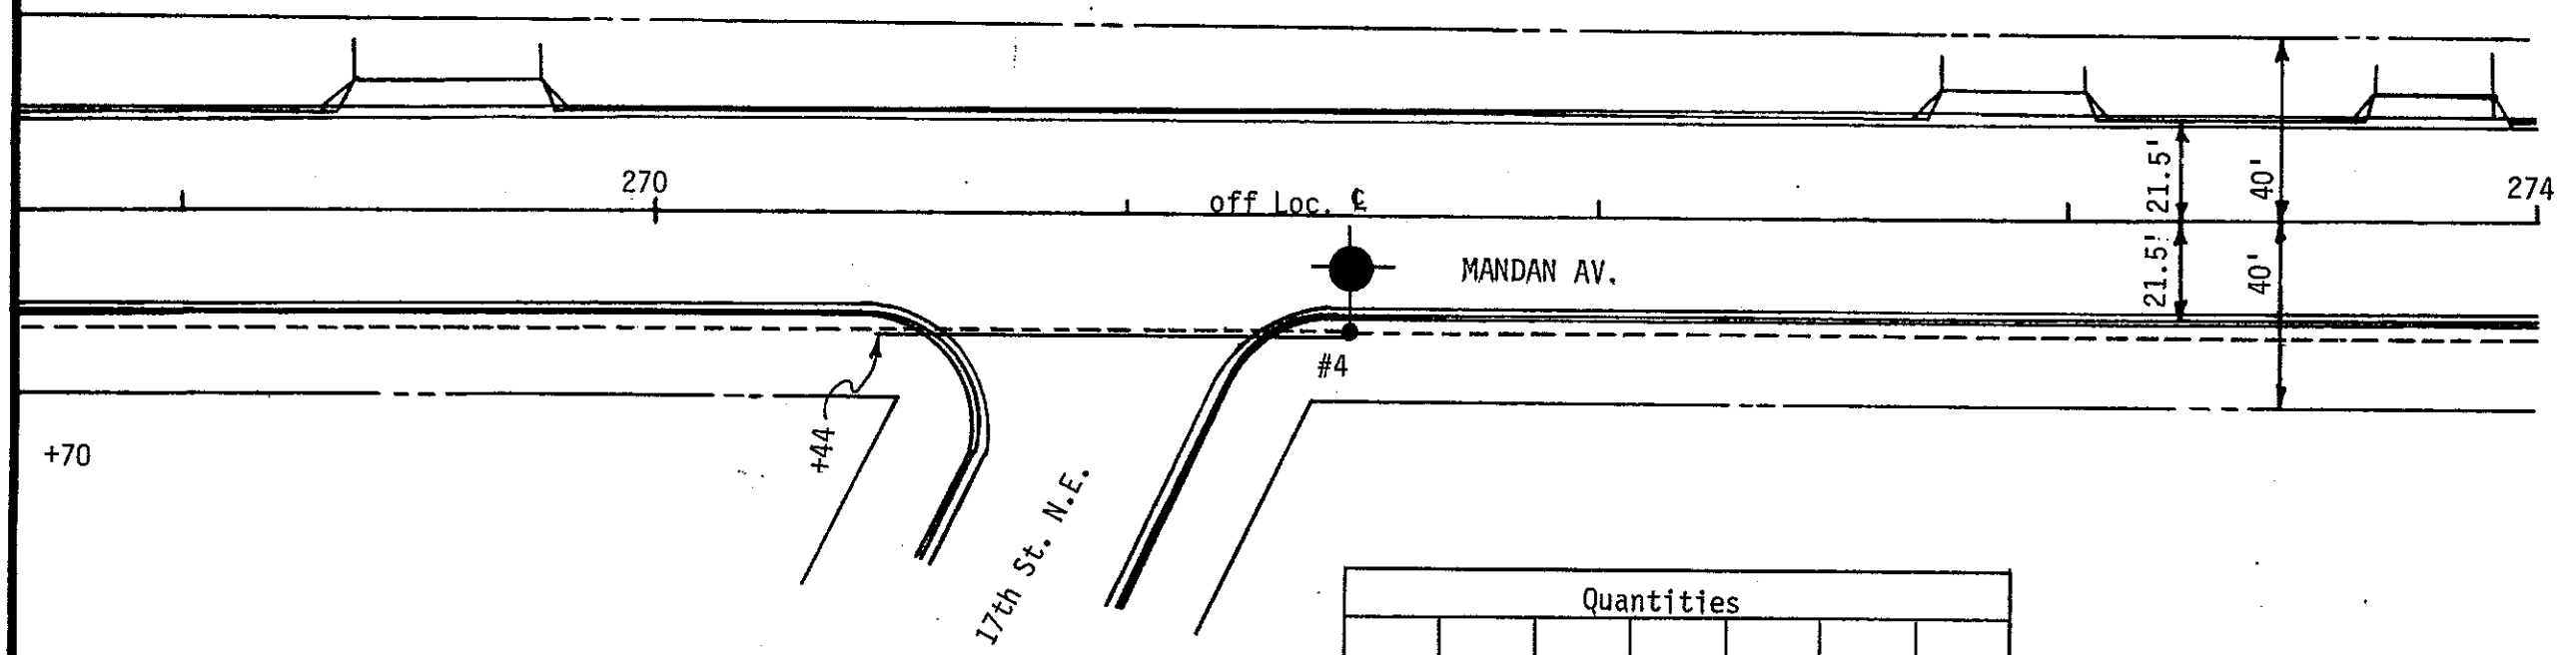 270
off Loc. ℄
21.5'
40'
274
MANDAN AV.
21.5'
40'
#4
+44
+70
17th St. N.E.
Quantities